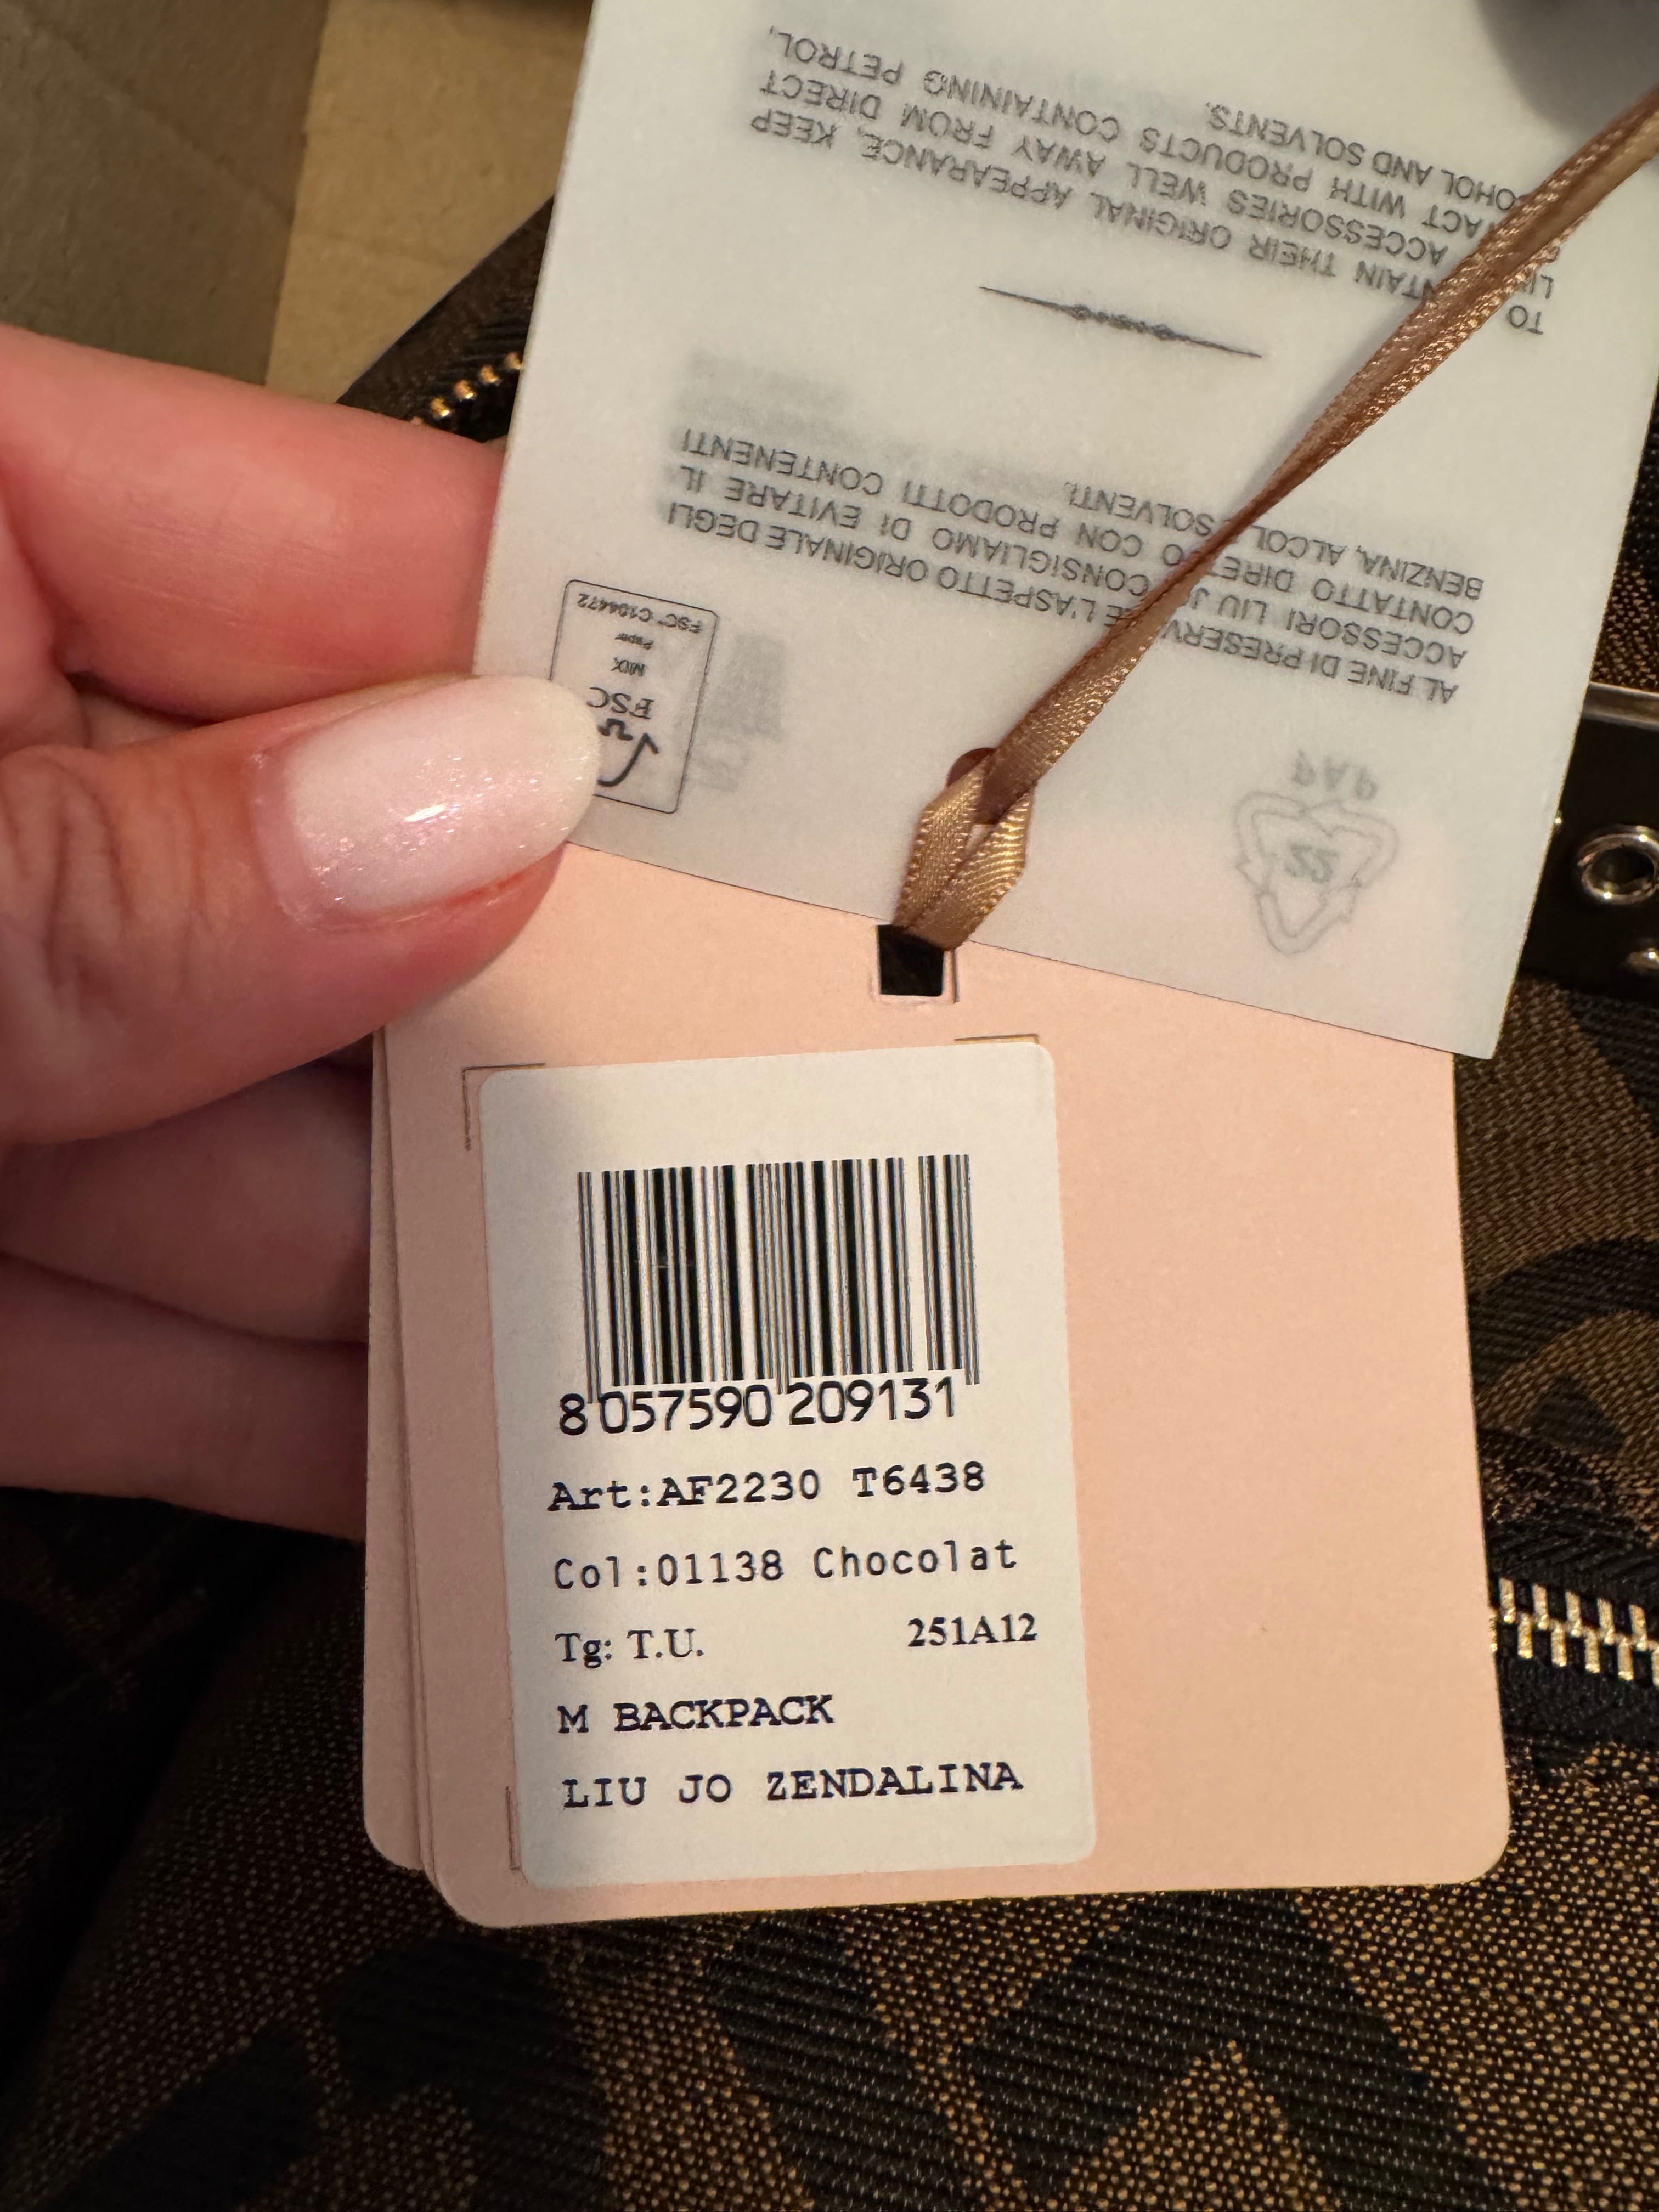 TO MAINTAIN THEIR ORIGINAL APPEARANCE, KEEP
ACCESSORIES WELL AWAY FROM DIRECT
WITH PRODUCTS CONTAINING PETROL,
AND SOLVENTS.
AL FINE DI L'ASPETTO ORIGINALE DEGLI
ACCESSORI LIU CONSIGLIAMO DI EVITARE IL
CONTATTO CON PRODOTTI CONTENENTI
BENZINA, ALCOL SOLVENTI.
FSC
MIX
Paper
FSC® C104472
22
PAP
8 057590 209131
Art:AF2230 T6438
Col:01138 Chocolat
Tg: T.U. 251A12
M BACKPACK
LIU JO ZENDALINA